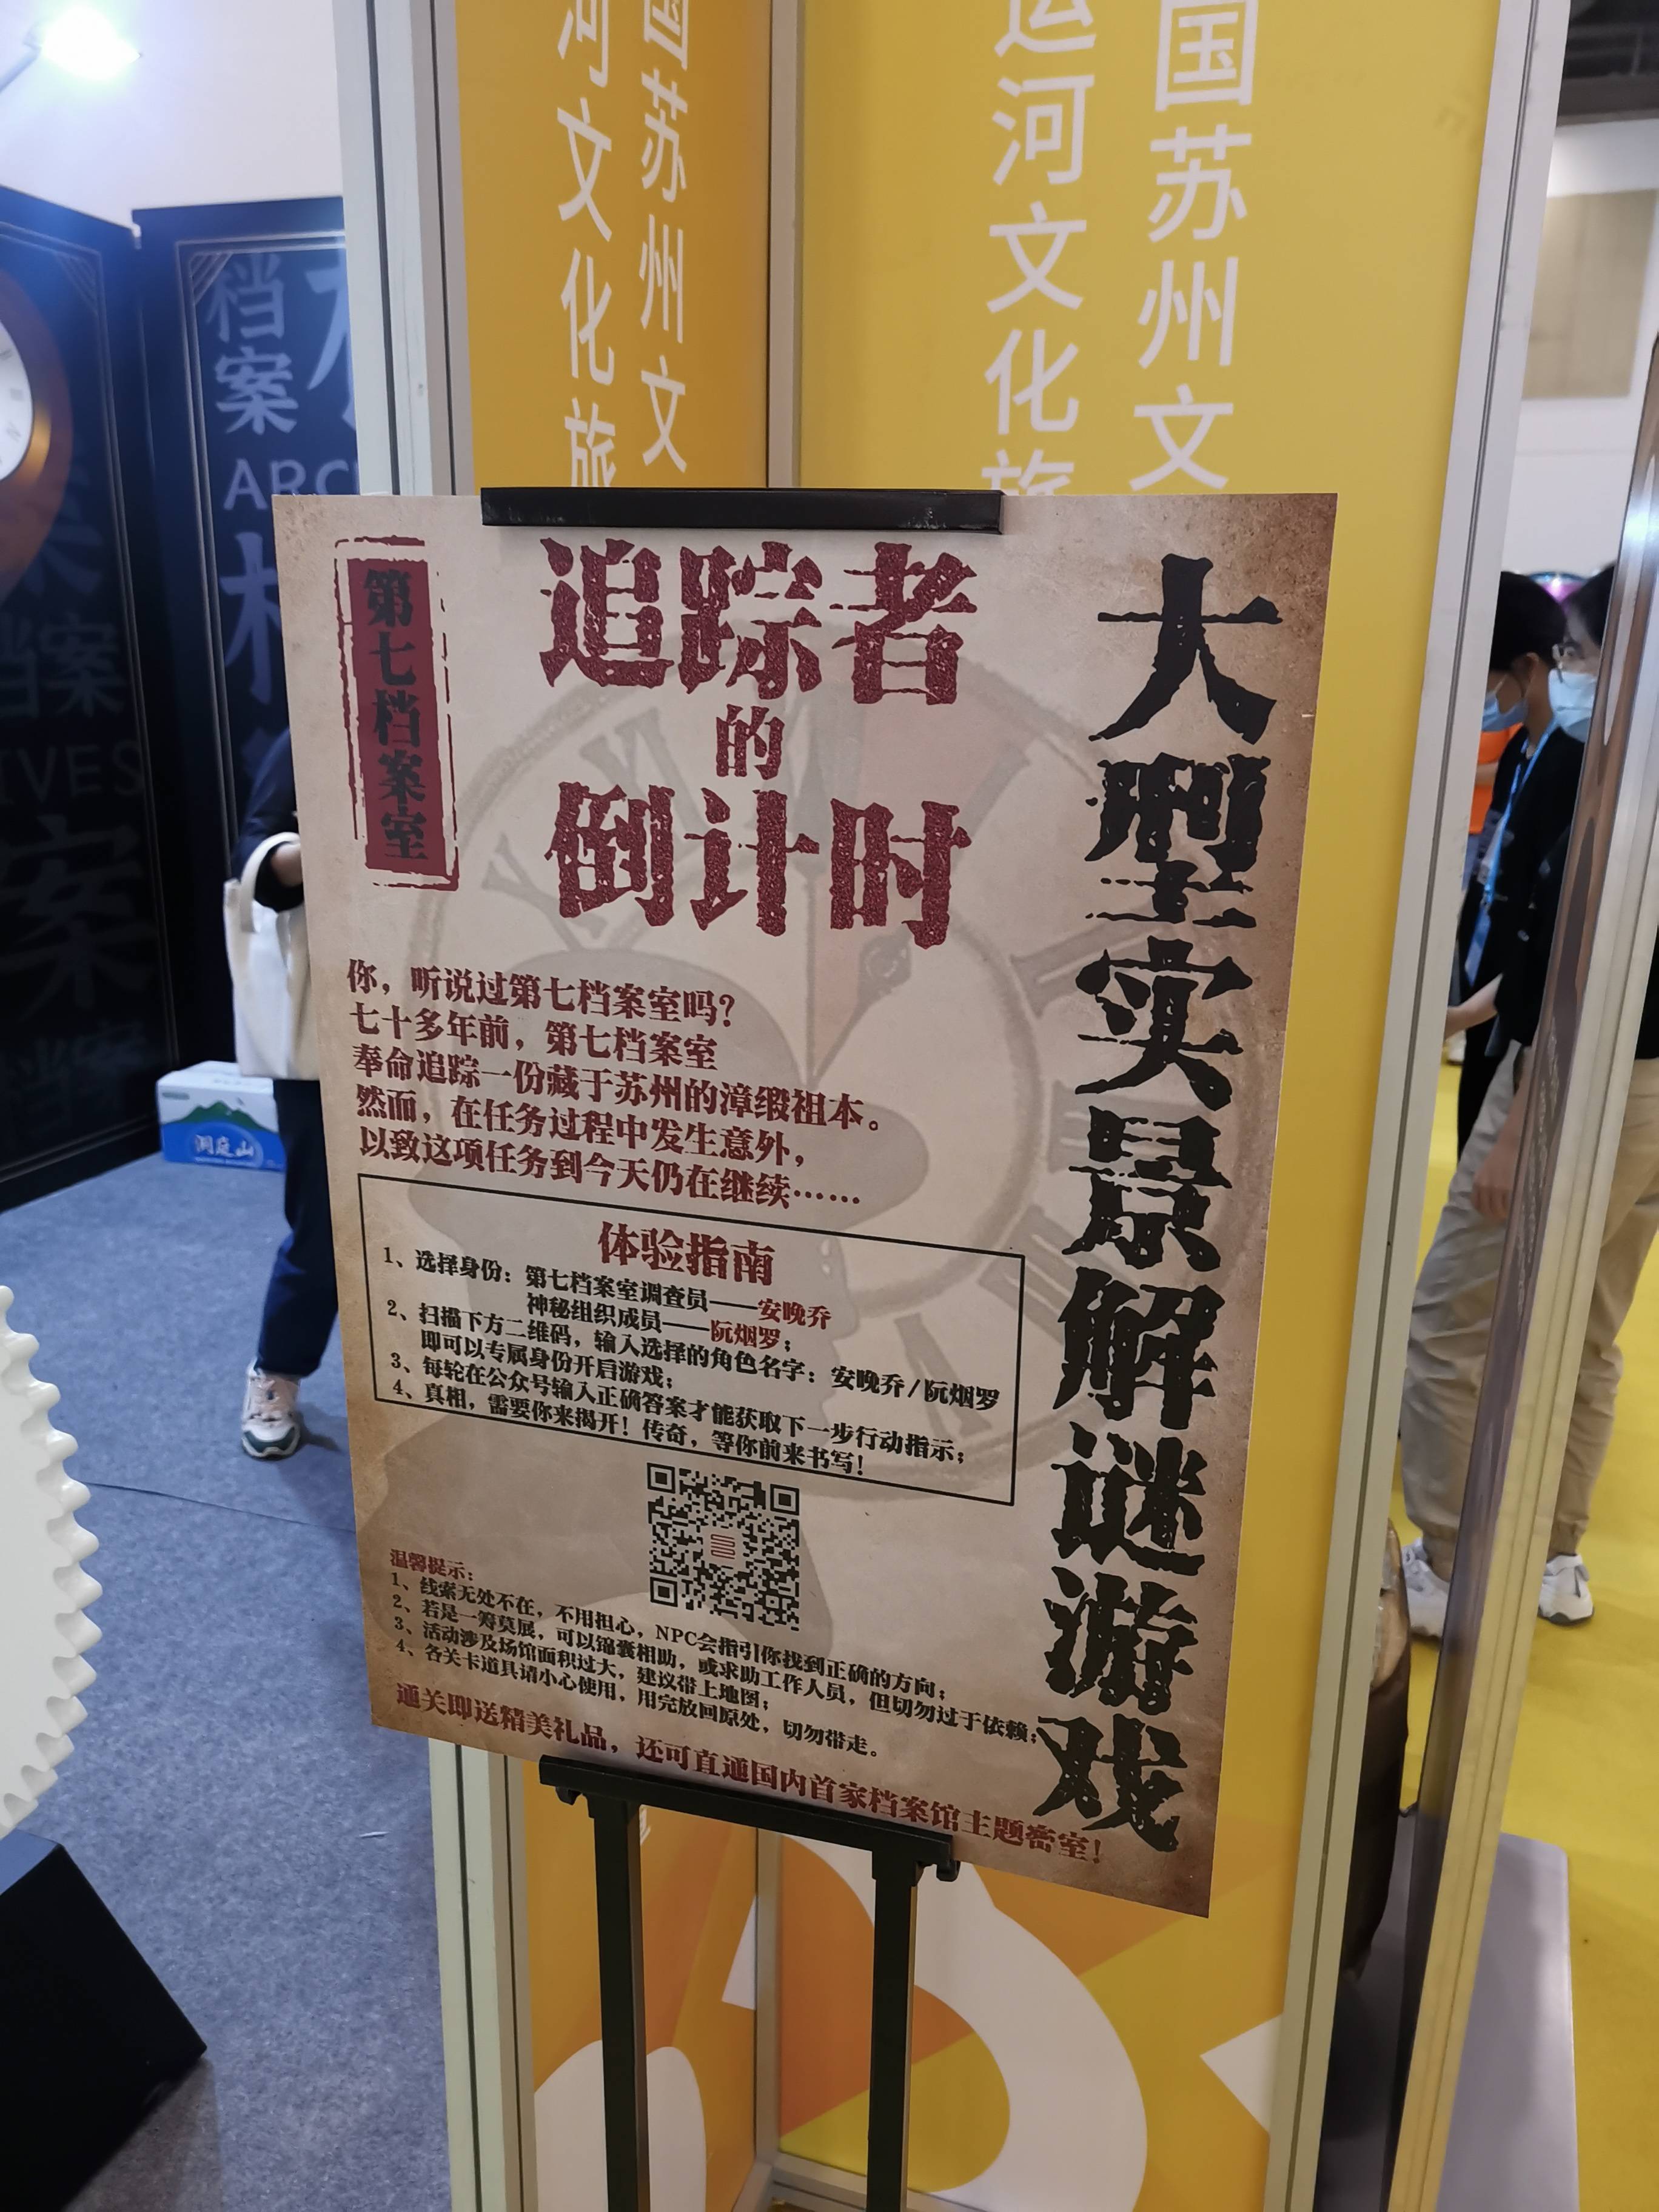 国苏州文
河文化旅
国苏州文
运河文化旅
档案
ARCH
档案
IVES
案
洞庭山
第七档案室
追踪者
的
倒计时
大型实景解谜游戏
你，听说过第七档案室吗？
七十多年前，第七档案室
奉命追踪一份藏于苏州的漳缎祖本。
然而，在任务过程中发生意外，
以致这项任务到今天仍在继续……
体验指南
1、选择身份：第七档案室调查员——安晚乔
神秘组织成员——阮烟罗；
2、扫描下方二维码，输入选择的角色名字：安晚乔/阮烟罗
即可以专属身份开启游戏；
3、每轮在公众号输入正确答案才能获取下一步行动指示；
4、真相，需要你来揭开！传奇，等你前来书写！
温馨提示：
1、线索无处不在，不用担心，NPC会指引你找到正确的方向；
2、若是一筹莫展，可以锦囊相助，或求助工作人员，但切勿过于依赖；
3、活动涉及场馆面积过大，建议带上地图；
4、各关卡道具请小心使用，用完放回原处，切勿带走。
通关即送精美礼品，还可直通国内首家档案馆主题密室！